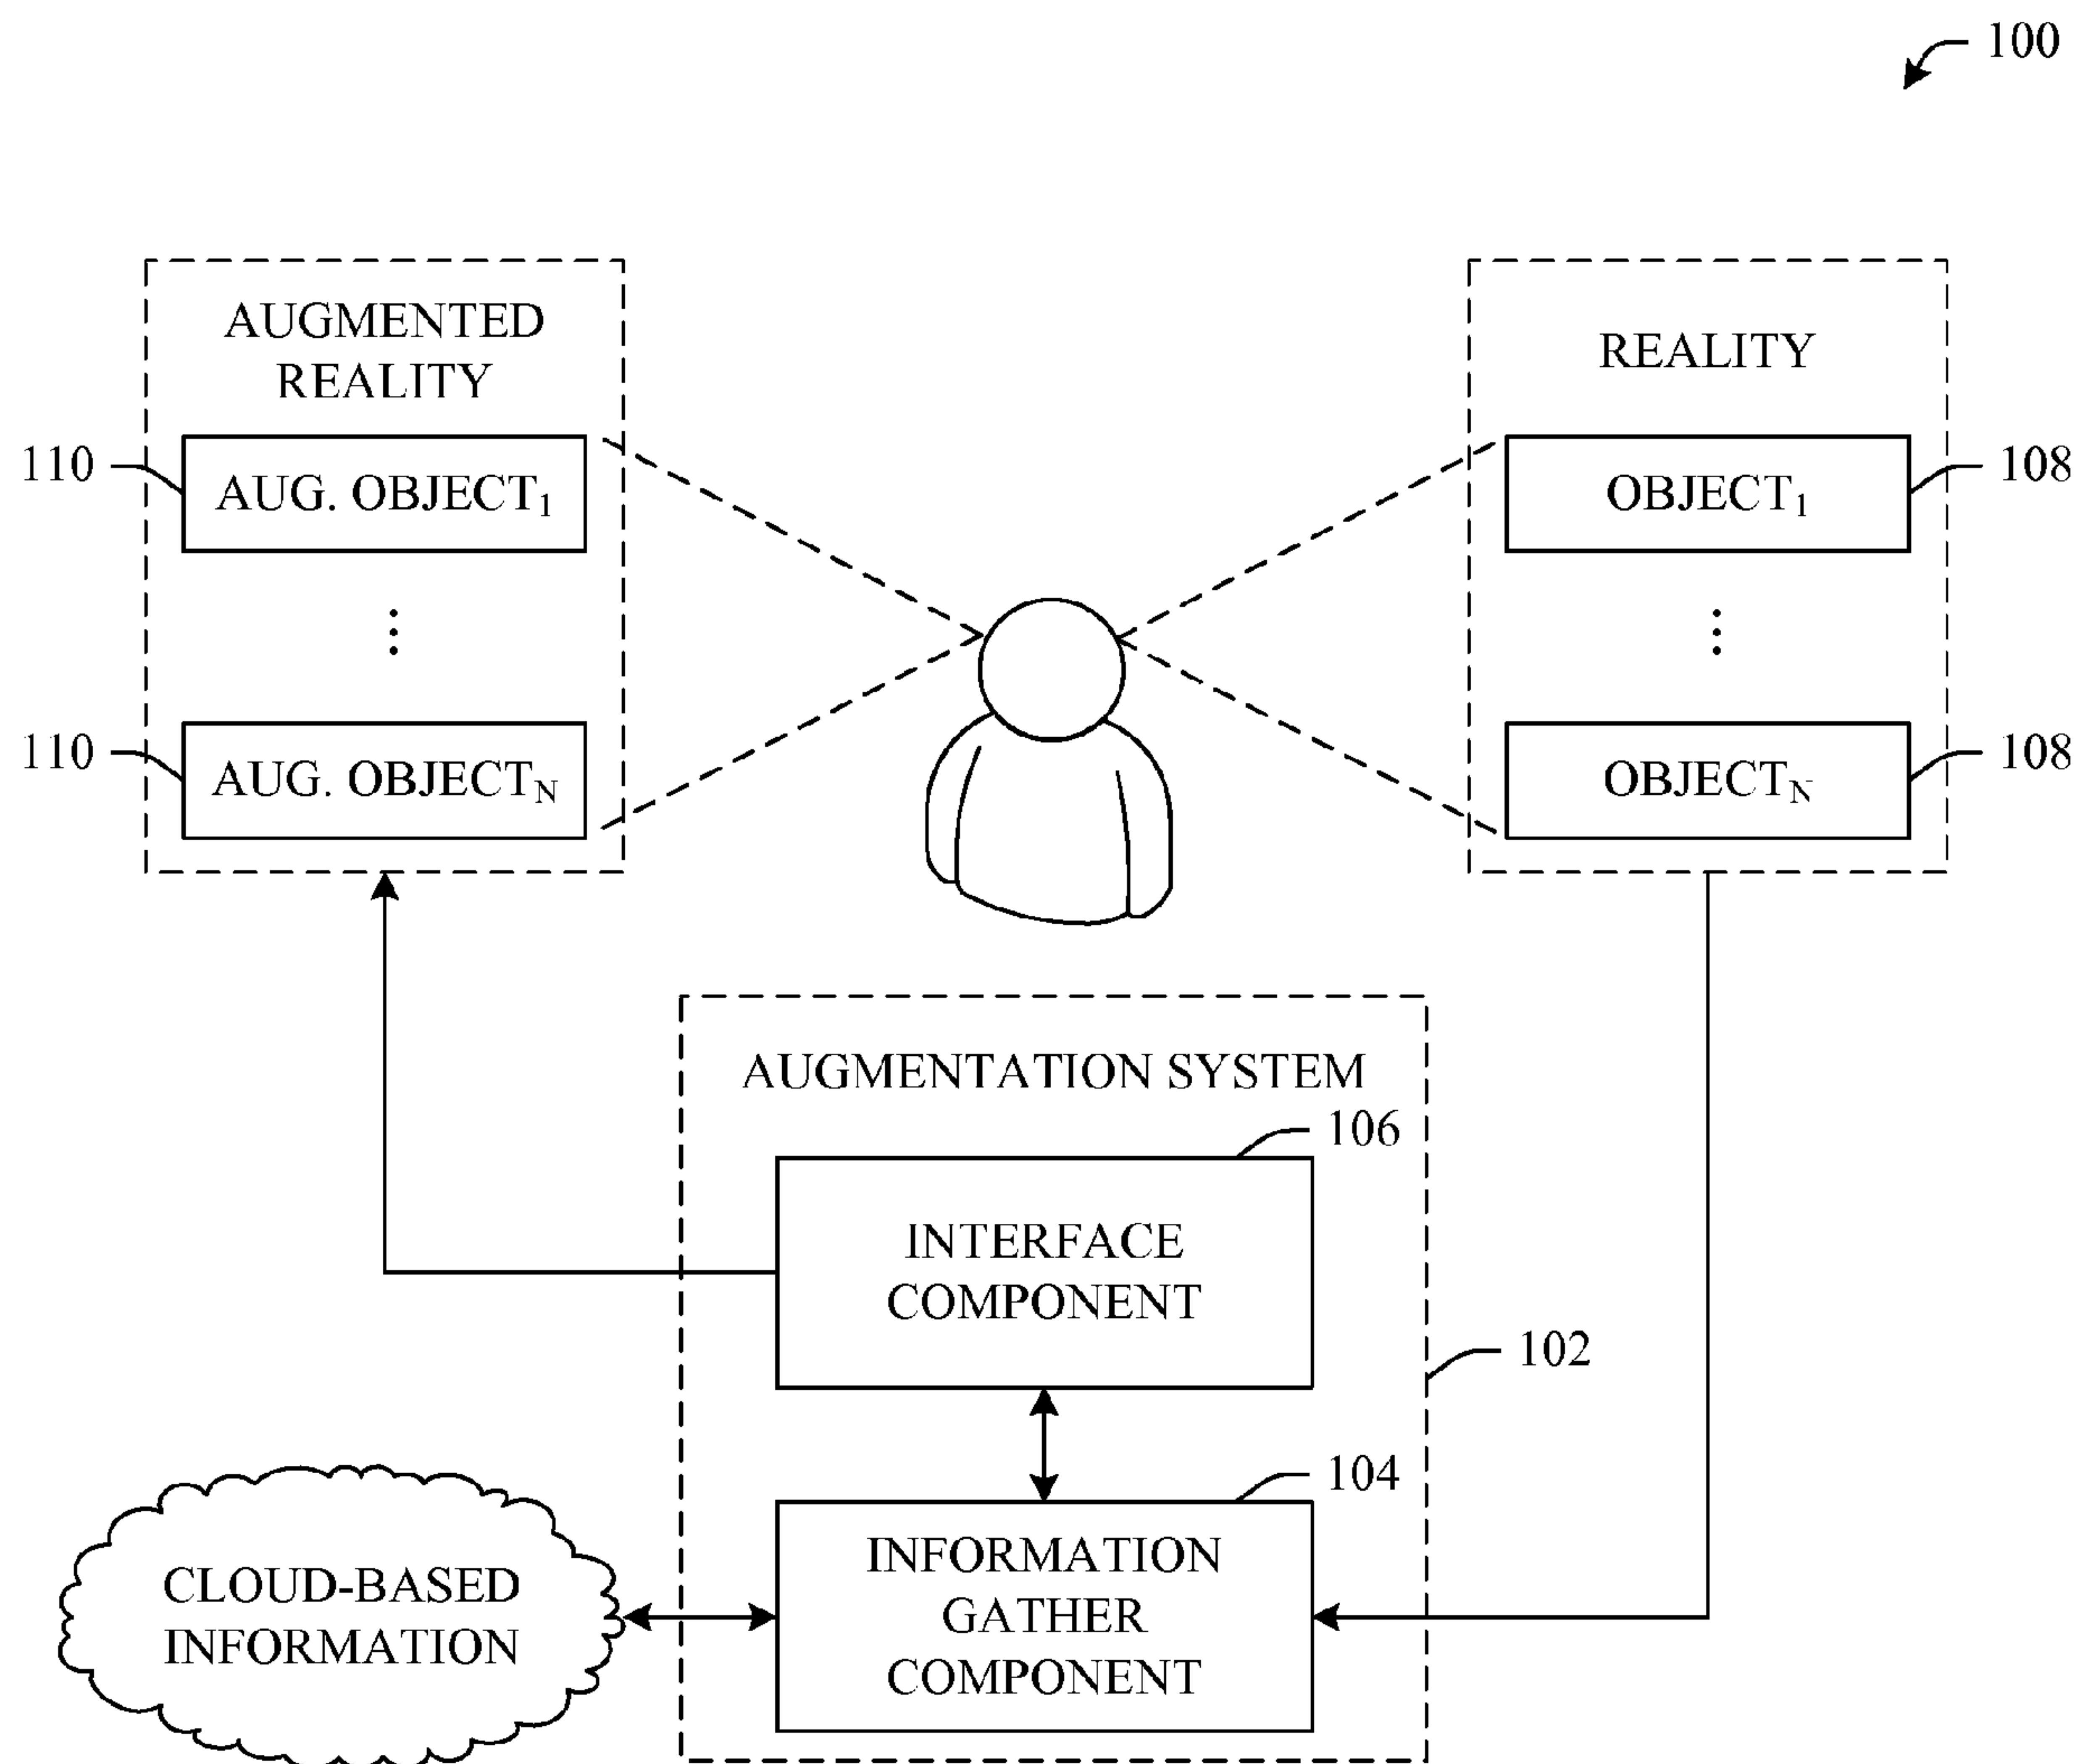 100
AUGMENTED
REALITY
110
AUG. OBJECT1
110
AUG. OBJECTN
REALITY
OBJECT1
108
OBJECTN
108
AUGMENTATION SYSTEM
106
INTERFACE
COMPONENT
102
104
INFORMATION
GATHER
COMPONENT
CLOUD-BASED
INFORMATION